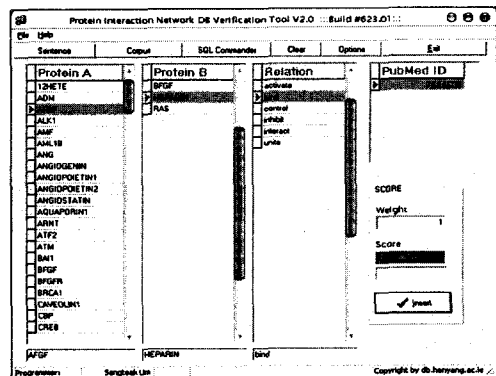 Protein Interaction Network DB Verification Tool V2.0 :::Build #623.01:::
File Help
Sentence Corpus SQL Commander Clear Options Exit
Protein A
12HETE
ADM
ALK1
AMF
AML1B
ANG
ANGIOGENIN
ANGIOPOIETIN1
ANGIOPOIETIN2
ANGIOSTATIN
AQUAPORIN1
ARNT
ATF2
ATM
BAI1
BFGF
BFGFR
BRCA1
CAVEOLIN1
CBP
CREB
AFGF
Protein B
BFGF
RAS
HEPARIN
Relation
activate
control
inhibit
interact
unite
bind
PubMed ID
SCORE
Weight
1
Score
Insert
Programmer: Sangtaek Lim
Copyright by db.hanyang.ac.